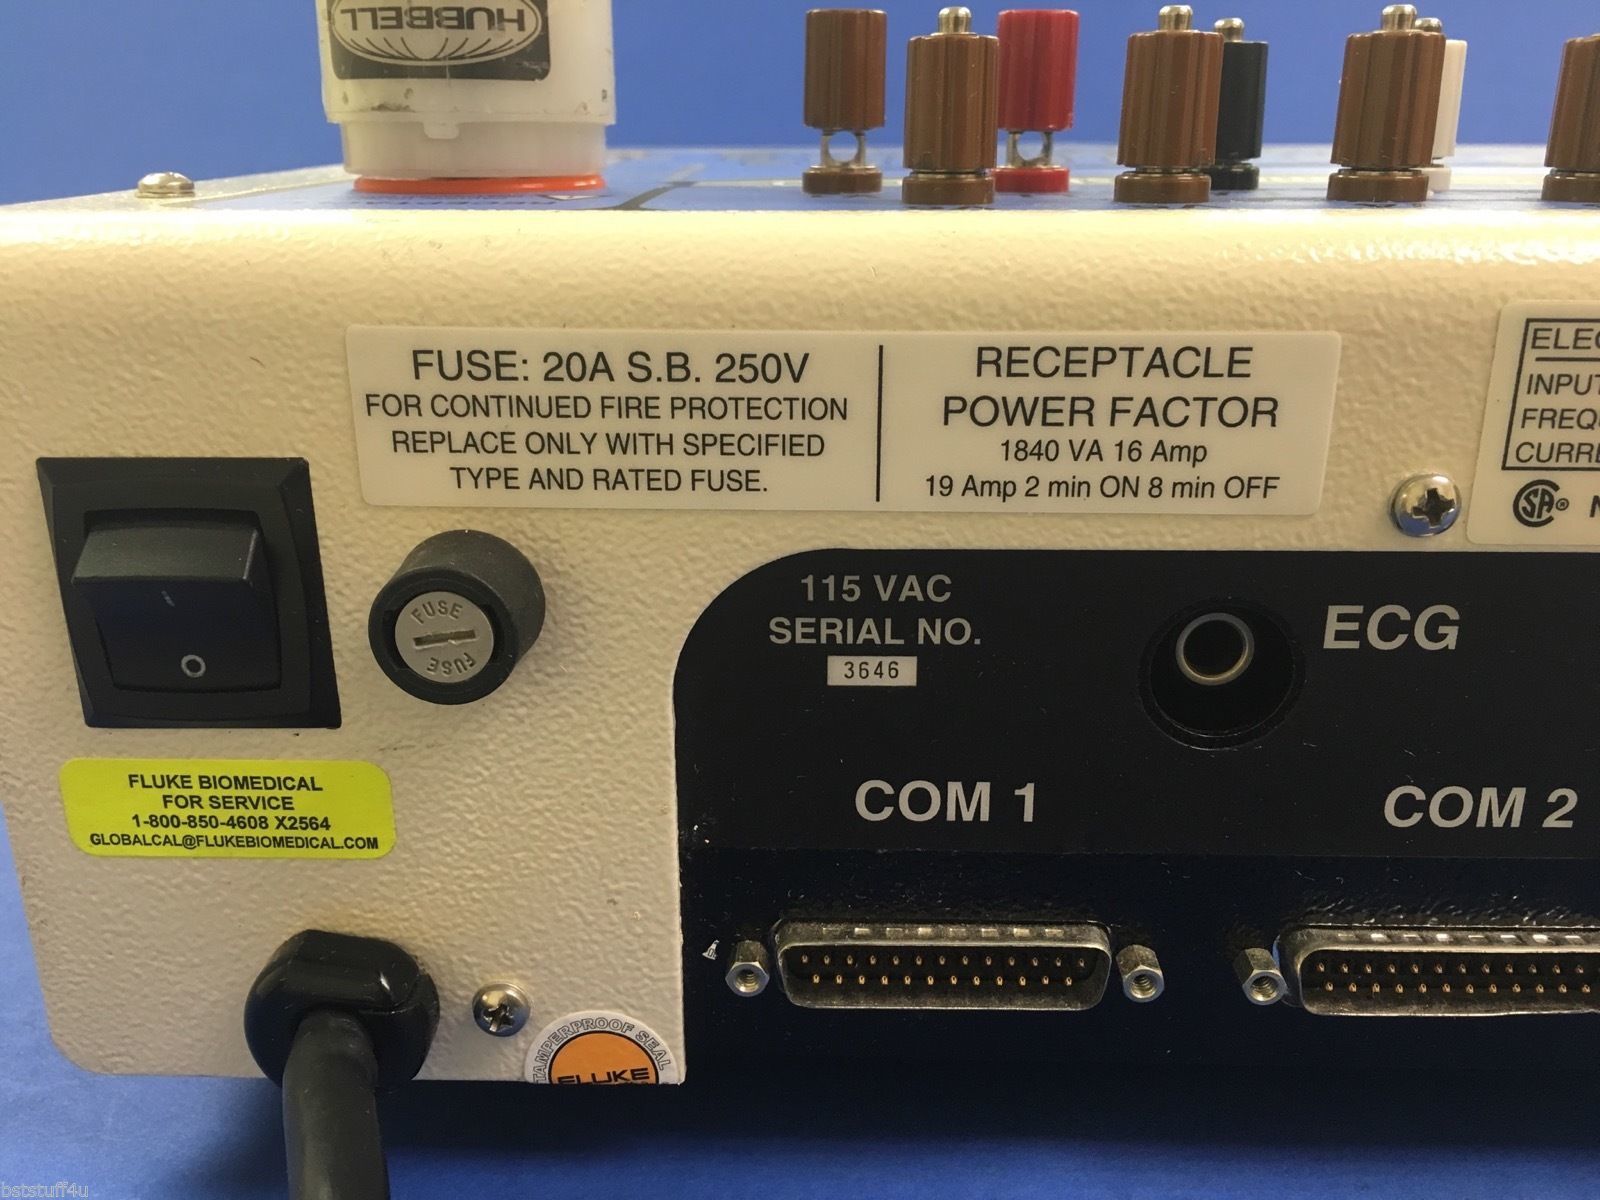 HUBBELL
FUSE: 20A S.B. 250V
FOR CONTINUED FIRE PROTECTION
REPLACE ONLY WITH SPECIFIED
TYPE AND RATED FUSE.
RECEPTACLE
POWER FACTOR
1840 VA 16 Amp
19 Amp 2 min ON 8 min OFF
ELEC
INPUT
FREQU
CURRE
SA®
N
FUSE
FUSE
115 VAC
SERIAL NO.
3646
ECG
COM 1
COM 2
FLUKE BIOMEDICAL
FOR SERVICE
1-800-850-4608 X2564
GLOBALCAL@FLUKEBIOMEDICAL.COM
TAMPERPROOF SEAL
FLUKE
bststuff4u